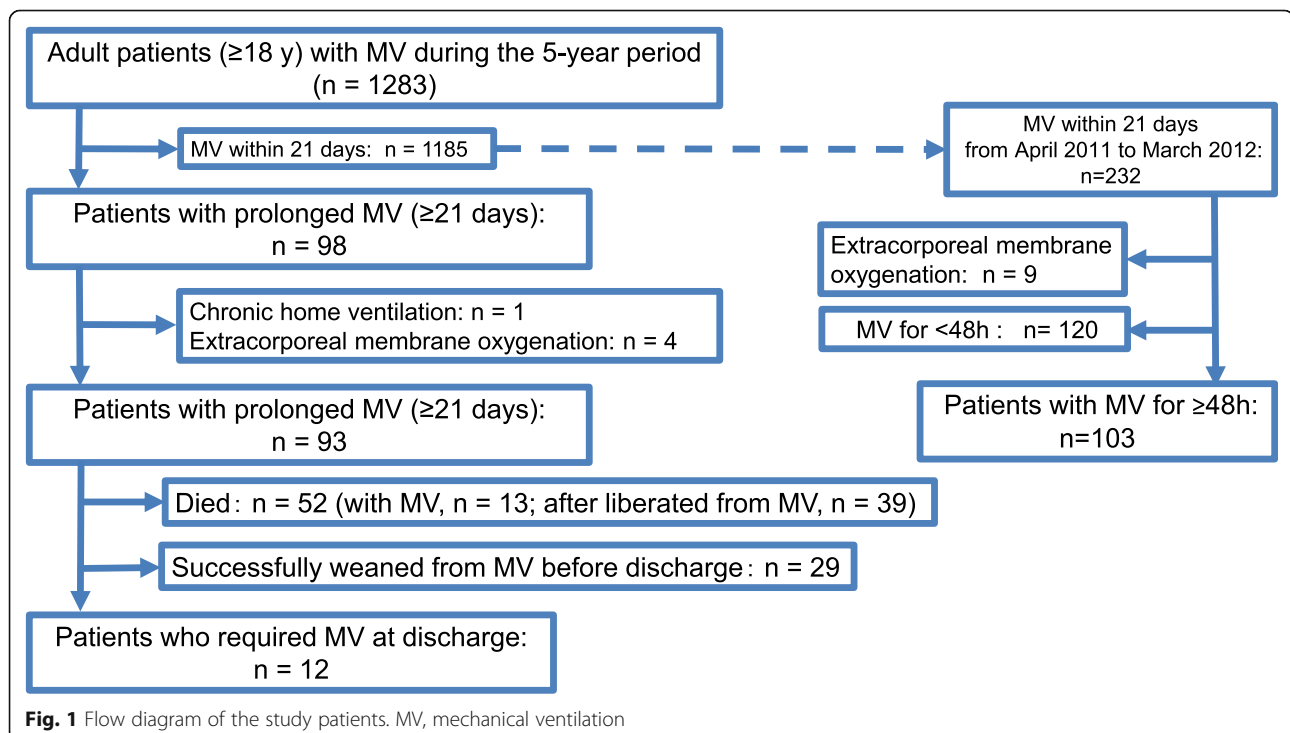 Adult patients (≥18 y) with MV during the 5-year period
(n = 1283)
MV within 21 days: n = 1185
MV within 21 days
from April 2011 to March 2012:
n=232
Patients with prolonged MV (≥21 days):
n = 98
Extracorporeal membrane
oxygenation: n = 9
Chronic home ventilation: n = 1
Extracorporeal membrane oxygenation: n = 4
MV for <48h : n= 120
Patients with prolonged MV (≥21 days):
n = 93
Patients with MV for ≥48h:
n=103
Died: n = 52 (with MV, n = 13; after liberated from MV, n = 39)
Successfully weaned from MV before discharge: n = 29
Patients who required MV at discharge:
n = 12
Fig. 1 Flow diagram of the study patients. MV, mechanical ventilation